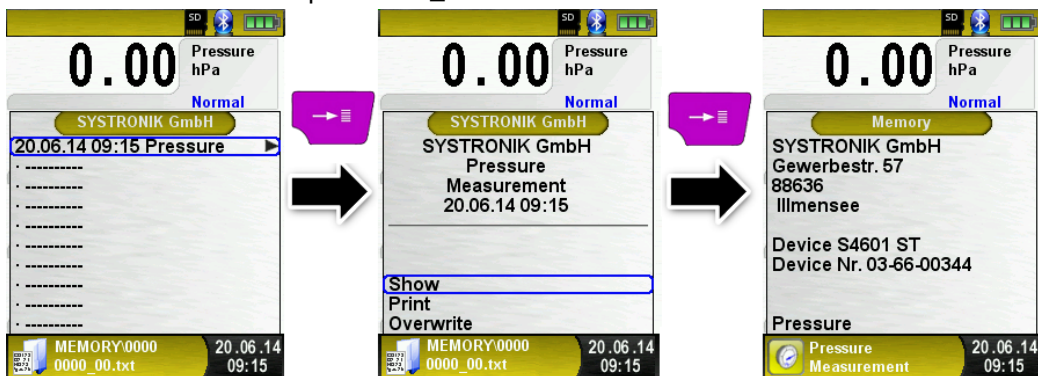 SD
0.00 Pressure
hPa
Normal
SYSTRONIK GmbH
20.06.14 09:15 Pressure
. ----------
. ----------
. ----------
. ----------
. ----------
. ----------
. ----------
. ----------
. ----------
MEMORY\0000
0000_00.txt
20.06.14
09:15
SD
0.00 Pressure
hPa
Normal
SYSTRONIK GmbH
SYSTRONIK GmbH
Pressure
Measurement
20.06.14 09:15
Show
Print
Overwrite
MEMORY\0000
0000_00.txt
20.06.14
09:15
SD
0.00 Pressure
hPa
Normal
Memory
SYSTRONIK GmbH
Gewerbestr. 57
88636
Illmensee
Device S4601 ST
Device Nr. 03-66-00344
Pressure
Pressure
Measurement
20.06.14
09:15